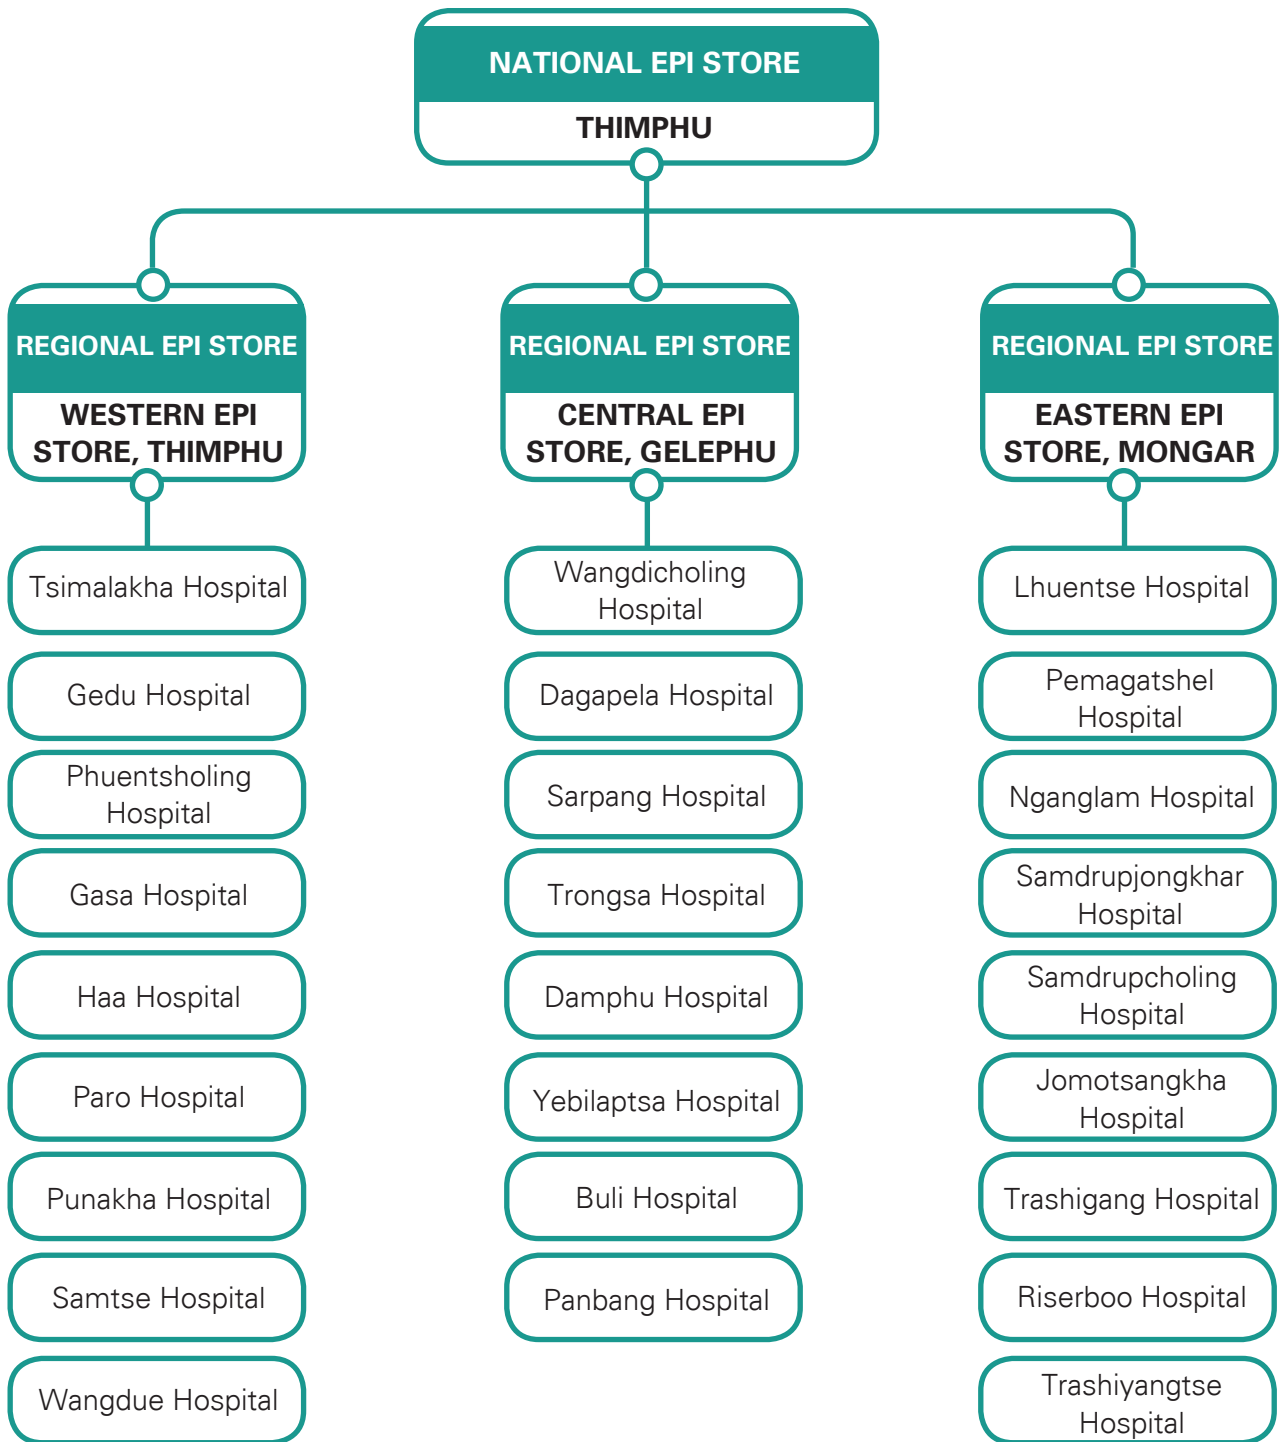 NATIONAL EPI STORE
THIMPHU
REGIONAL EPI STORE
WESTERN EPI
STORE, THIMPHU
Tsimalakha Hospital
Gedu Hospital
Phuentsholing
Hospital
Gasa Hospital
Haa Hospital
Paro Hospital
Punakha Hospital
Samtse Hospital
Wangdue Hospital
REGIONAL EPI STORE
CENTRAL EPI
STORE, GELEPHU
Wangdicholing
Hospital
Dagapela Hospital
Sarpang Hospital
Trongsa Hospital
Damphu Hospital
Yebilaptsa Hospital
Buli Hospital
Panbang Hospital
REGIONAL EPI STORE
EASTERN EPI
STORE, MONGAR
Lhuentse Hospital
Pemagatshel
Hospital
Nganglam Hospital
Samdrupjongkhar
Hospital
Samdrupcholing
Hospital
Jomotsangkha
Hospital
Trashigang Hospital
Riserboo Hospital
Trashiyangtse
Hospital